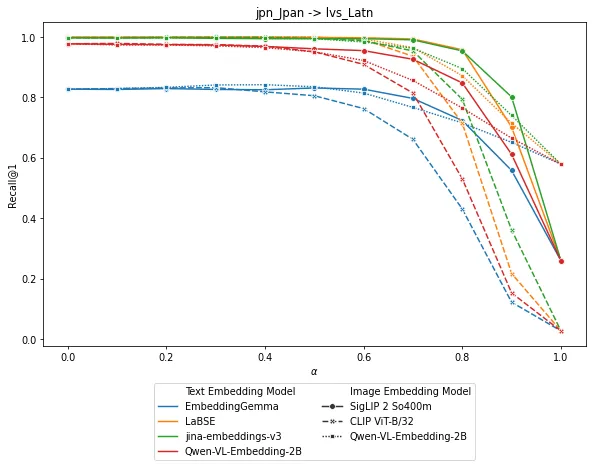 jpn_Jpan -> lvs_Latn
1.0
0.8
0.6
0.4
0.2
0.0
Recall@1
0.0 0.2 0.4 0.6 0.8 1.0
α
Text Embedding Model Image Embedding Model
EmbeddingGemma SigLIP 2 So400m
LaBSE CLIP ViT-B/32
jina-embeddings-v3 Qwen-VL-Embedding-2B
Qwen-VL-Embedding-2B